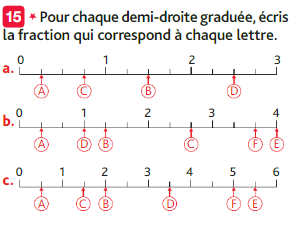 15 * Pour chaque demi-droite graduée, écris
la fraction qui correspond à chaque lettre.
a. 0 1 2 3
A C B D
b. 0 1 2 3 4
A D B C F E
c. 0 1 2 3 4 5 6
A C B D F E